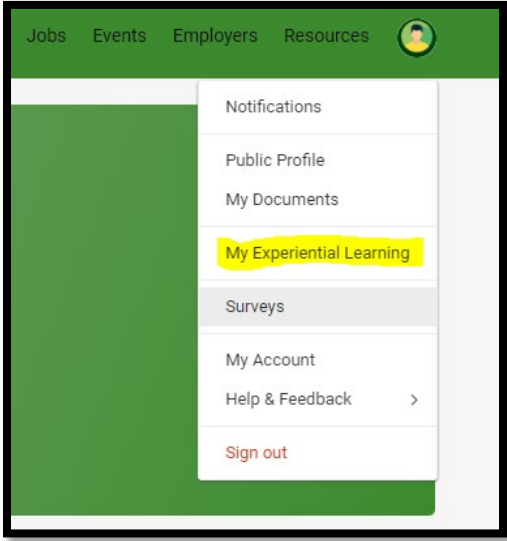 Jobs Events Employers Resources
Notifications
Public Profile
My Documents
My Experiential Learning
Surveys
My Account
Help & Feedback
Sign out